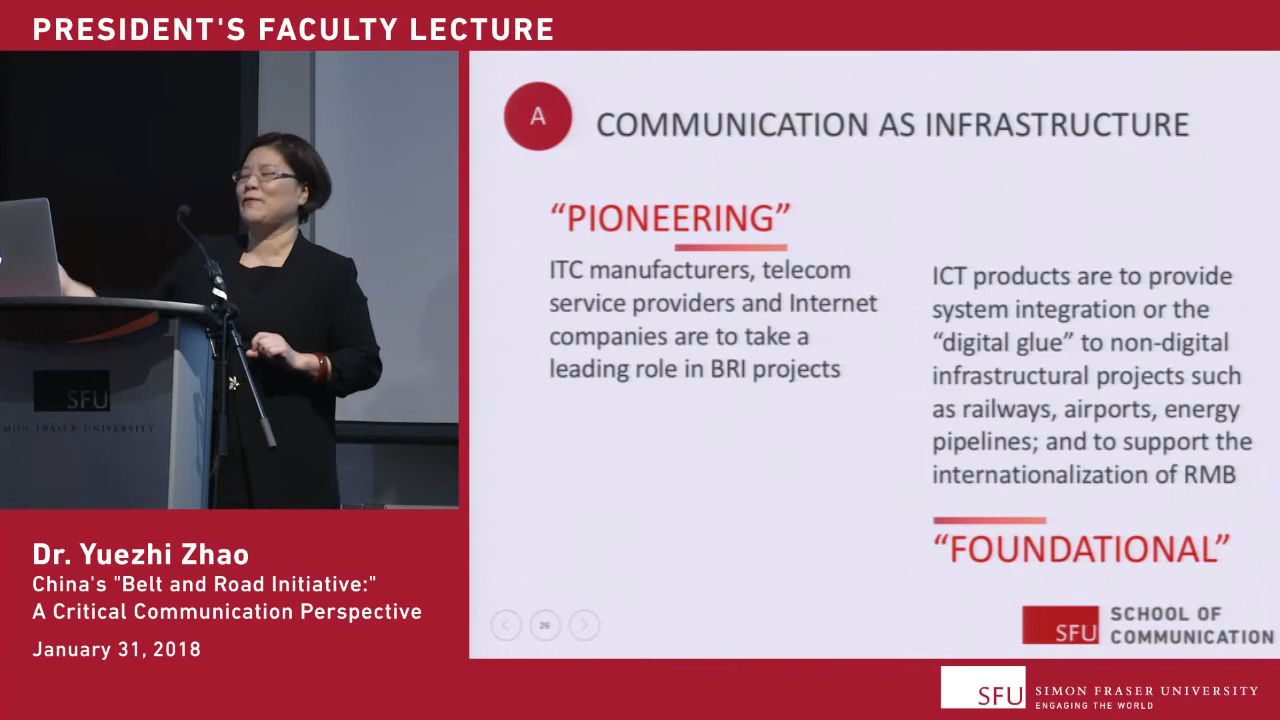 PRESIDENT'S FACULTY LECTURE
A
COMMUNICATION AS INFRASTRUCTURE
“PIONEERING”
ITC manufacturers, telecom
service providers and Internet
companies are to take a
leading role in BRI projects
ICT products are to provide
system integration or the
“digital glue” to non-digital
infrastructural projects such
as railways, airports, energy
pipelines; and to support the
internationalization of RMB
“FOUNDATIONAL”
26
SFU
SCHOOL OF
COMMUNICATION
SFU
MON FRASER UNIVERSITY
Dr. Yuezhi Zhao
China's "Belt and Road Initiative:"
A Critical Communication Perspective
January 31, 2018
SFU
SIMON FRASER UNIVERSITY
ENGAGING THE WORLD